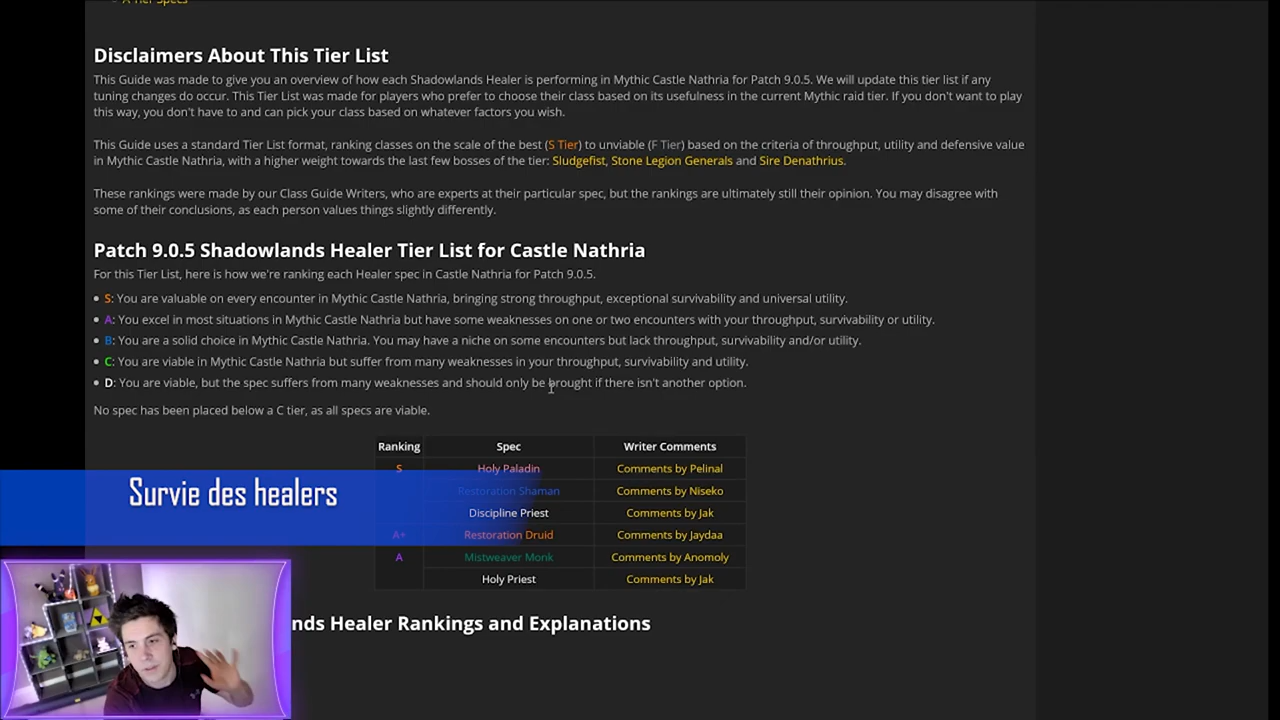 A Tier Specs
Disclaimers About This Tier List
This Guide was made to give you an overview of how each Shadowlands Healer is performing in Mythic Castle Nathria for Patch 9.0.5. We will update this tier list if any
tuning changes do occur. This Tier List was made for players who prefer to choose their class based on its usefulness in the current Mythic raid tier. If you don't want to play
this way, you don't have to and can pick your class based on whatever factors you wish.
This Guide uses a standard Tier List format, ranking classes on the scale of the best (S Tier) to unviable (F Tier) based on the criteria of throughput, utility and defensive value
in Mythic Castle Nathria, with a higher weight towards the last few bosses of the tier: Sludgefist, Stone Legion Generals and Sire Denathrius.
These rankings were made by our Class Guide Writers, who are experts at their particular spec, but the rankings are ultimately still their opinion. You may disagree with
some of their conclusions, as each person values things slightly differently.
Patch 9.0.5 Shadowlands Healer Tier List for Castle Nathria
For this Tier List, here is how we're ranking each Healer spec in Castle Nathria for Patch 9.0.5.
S: You are valuable on every encounter in Mythic Castle Nathria, bringing strong throughput, exceptional survivability and universal utility.
A: You excel in most situations in Mythic Castle Nathria but have some weaknesses on one or two encounters with your throughput, survivability or utility.
B: You are a solid choice in Mythic Castle Nathria. You may have a niche on some encounters but lack throughput, survivability and/or utility.
C: You are viable in Mythic Castle Nathria but suffer from many weaknesses in your throughput, survivability and utility.
D: You are viable, but the spec suffers from many weaknesses and should only be brought if there isn't another option.
No spec has been placed below a C tier, as all specs are viable.
Ranking Spec Writer Comments
S Holy Paladin Comments by Pelinal
Restoration Shaman Comments by Niseko
Discipline Priest Comments by Jak
A+ Restoration Druid Comments by Jaydaa
A Mistweaver Monk Comments by Anomoly
Holy Priest Comments by Jak
Survie des healers
nds Healer Rankings and Explanations